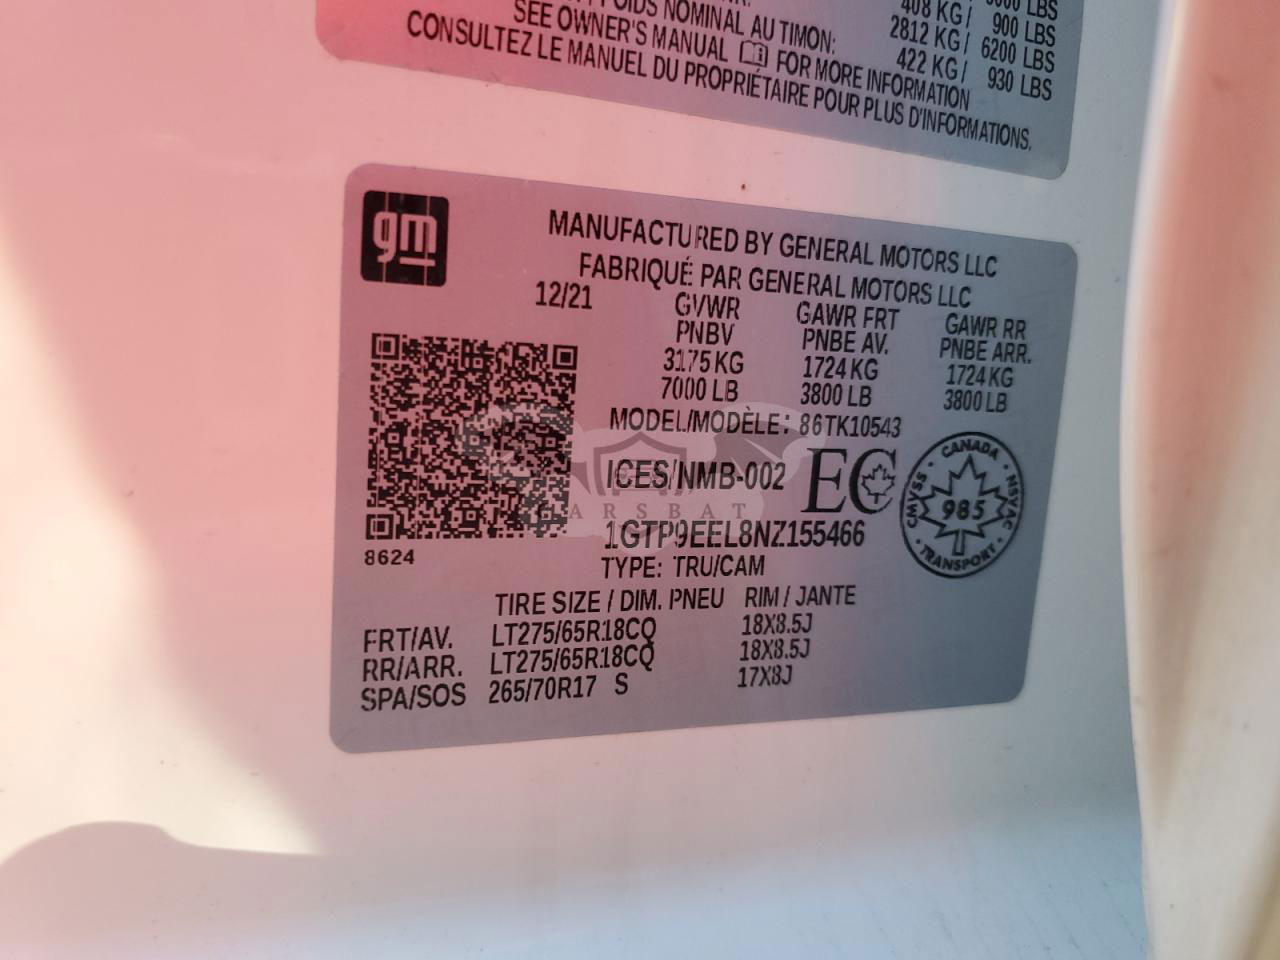 408 KG / 900 LBS
POIDS NOMINAL AU TIMON: 2812 KG / 6200 LBS
422 KG / 930 LBS
SEE OWNER'S MANUAL FOR MORE INFORMATION
CONSULTEZ LE MANUEL DU PROPRIÉTAIRE POUR PLUS D'INFORMATIONS.
gm
MANUFACTURED BY GENERAL MOTORS LLC
FABRIQUÉ PAR GENERAL MOTORS LLC
12/21 GVWR GAWR FRT GAWR RR
PNBV PNBE AV. PNBE ARR.
3175 KG 1724 KG 1724 KG
7000 LB 3800 LB 3800 LB
MODEL/MODÈLE: 86TK10543
ICES/NMB-002 EC
CANADA
CMVSS 985 NSVAC
TRANSPORT
ARSBAT
1GTP9EEL8NZ155466
8624
TYPE: TRU/CAM
TIRE SIZE / DIM. PNEU RIM / JANTE
FRT/AV. LT275/65R18CQ 18X8.5J
RR/ARR. LT275/65R18CQ 18X8.5J
SPA/SOS 265/70R17 S 17X8J